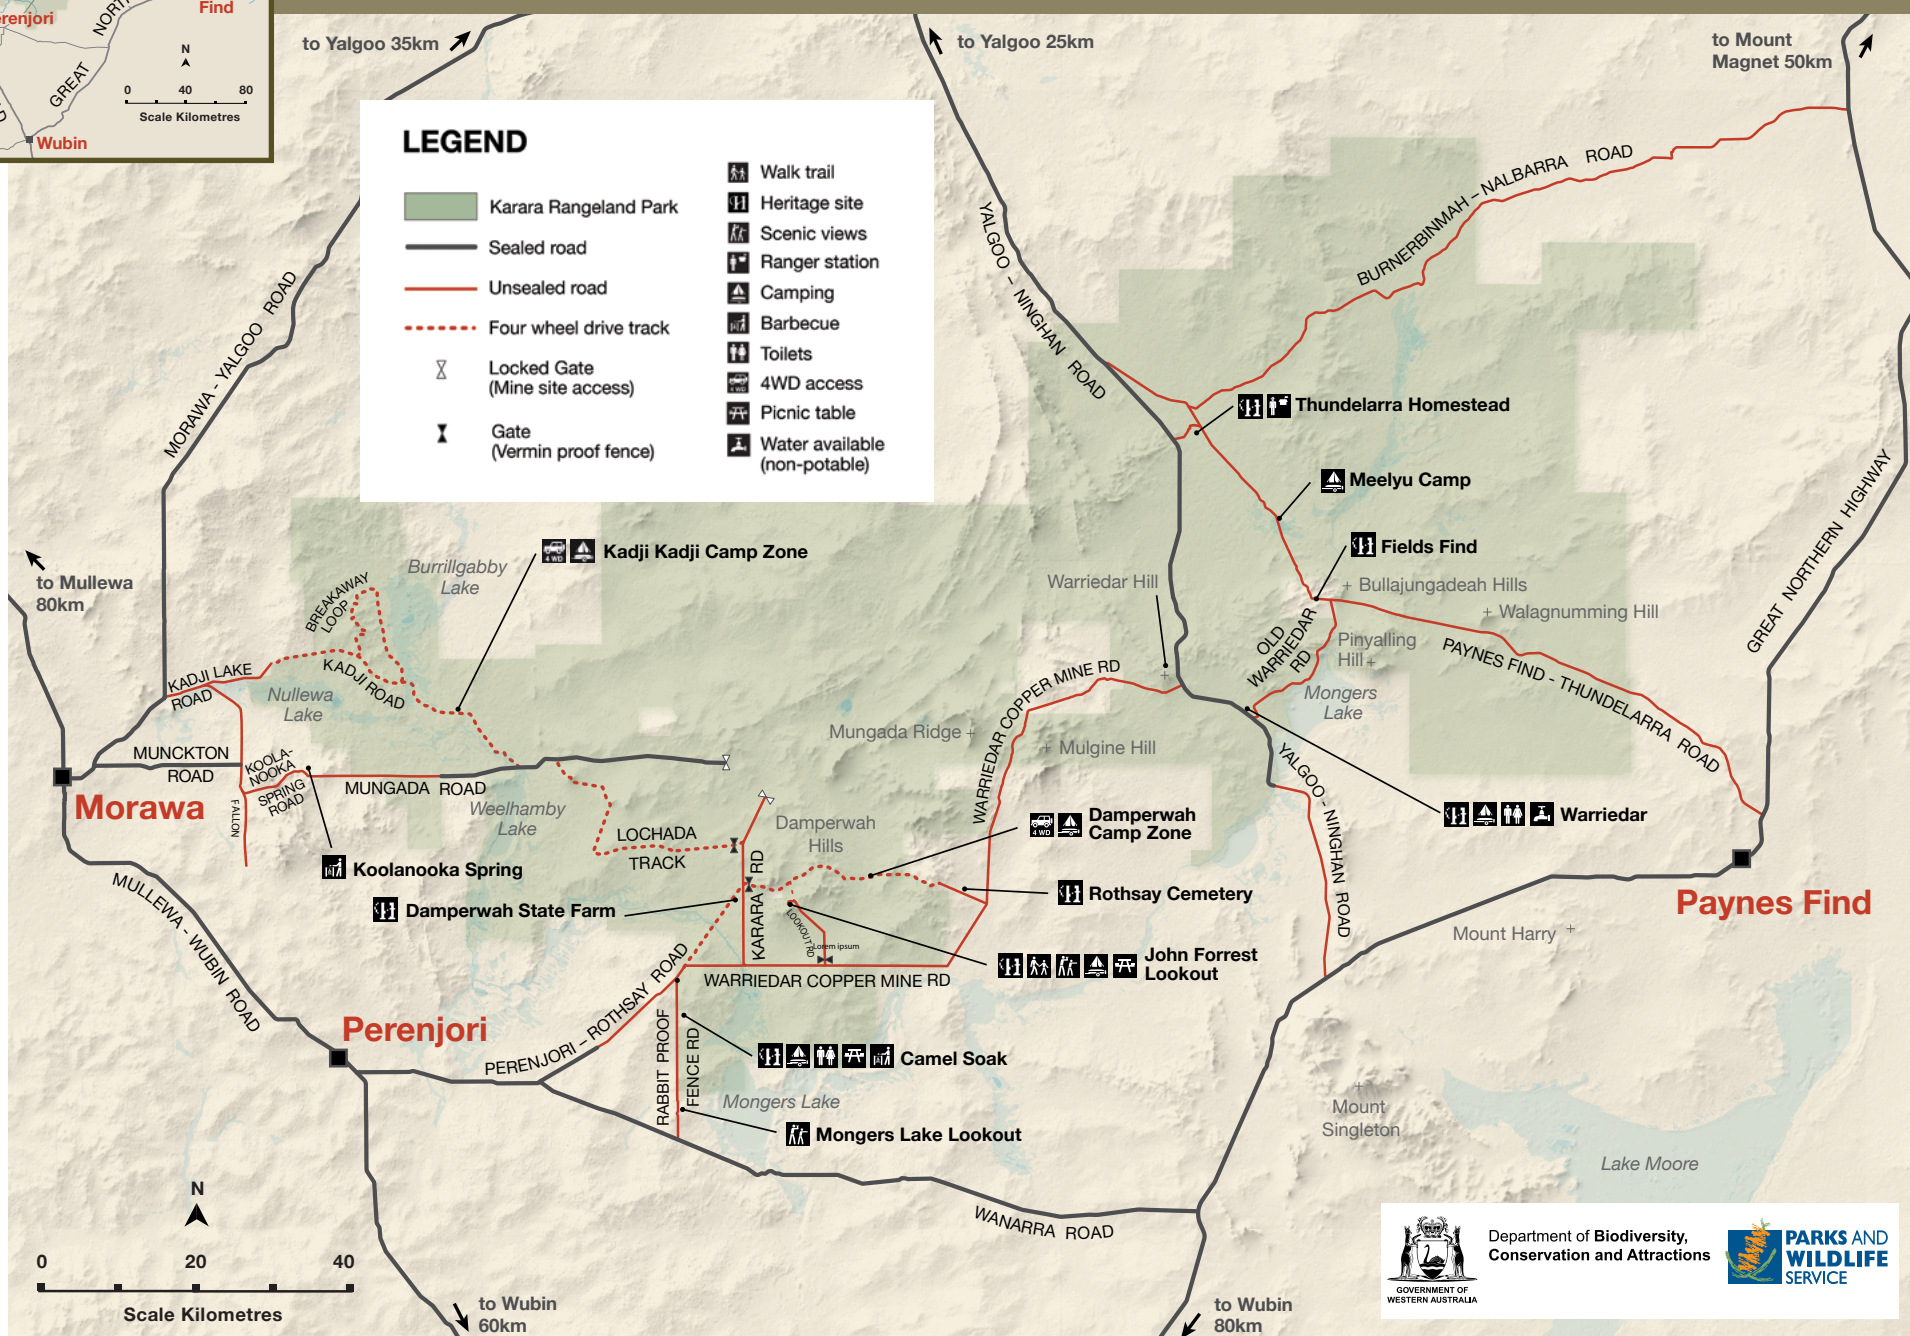 erenjori
Find
NORTH
GREAT
N
0 40 80
Scale Kilometres
Wubin
to Yalgoo 35km
to Yalgoo 25km
to Mount
Magnet 50km
LEGEND
Karara Rangeland Park
Sealed road
Unsealed road
Four wheel drive track
Locked Gate
(Mine site access)
Gate
(Vermin proof fence)
Walk trail
Heritage site
Scenic views
Ranger station
Camping
Barbecue
Toilets
4WD access
Picnic table
Water available
(non-potable)
BURNERBINMAH – NALBARRA ROAD
YALGOO – NINGHAN ROAD
MORAWA - YALGOO ROAD
Thundelarra Homestead
Meelyu Camp
Fields Find
GREAT NORTHERN HIGHWAY
4 WD
Kadji Kadji Camp Zone
Burrillgabby
Lake
to Mullewa
80km
BREAKAWAY
LOOP
Warriedar Hill
Bullajungadeah Hills
Walagnumming Hill
OLD
WARRIEDAR
RD
Pinyalling
Hill
PAYNES FIND - THUNDELARRA ROAD
KADJI LAKE
ROAD
KADJI ROAD
Nullewa
Lake
WARRIEDAR COPPER MINE RD
Mongers
Lake
Mungada Ridge
Mulgine Hill
MUNCKTON
ROAD
KOOLA-
NOOKA
SPRING
ROAD
MUNGADA ROAD
FALLON
Morawa
Weelhamby
Lake
LOCHADA
TRACK
Damperwah
Hills
4 WD
Damperwah
Camp Zone
YALGOO - NINGHAN ROAD
Warriedar
Koolanooka Spring
Damperwah State Farm
KARARA RD
Rothsay Cemetery
Paynes Find
MULLEWA - WUBIN ROAD
LOOKOUT RD
Lorem ipsum
John Forrest
Lookout
Mount Harry
WARRIEDAR COPPER MINE RD
Perenjori
PERENJORI – ROTHSAY ROAD
RABBIT PROOF
FENCE RD
Camel Soak
Mongers Lake
Mongers Lake Lookout
Mount
Singleton
Lake Moore
WANARRA ROAD
N
0 20 40
Scale Kilometres
to Wubin
60km
to Wubin
80km
GOVERNMENT OF
WESTERN AUSTRALIA
Department of Biodiversity,
Conservation and Attractions
PARKS AND
WILDLIFE
SERVICE